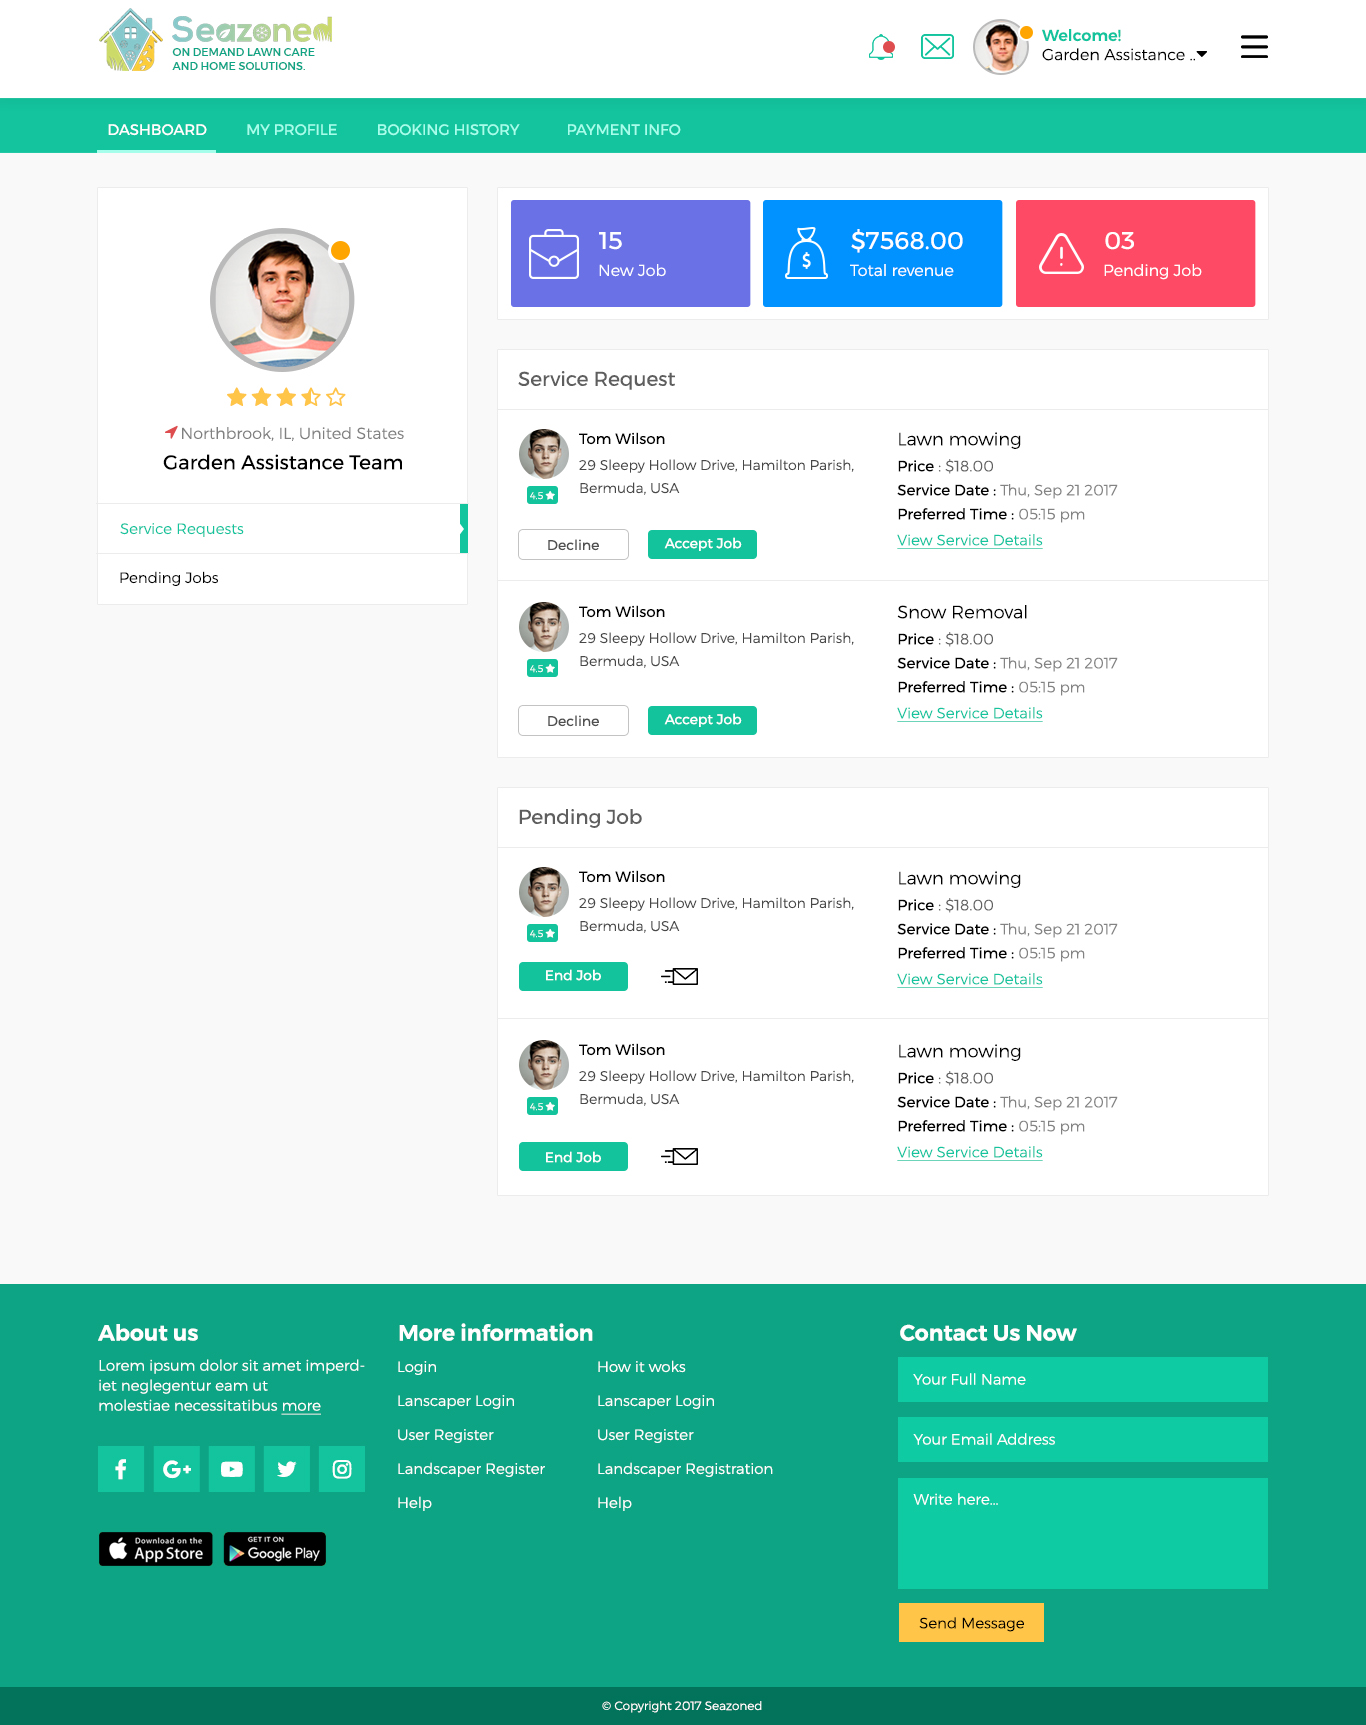 Seazoned
ON DEMAND LAWN CARE
AND HOME SOLUTIONS.
Welcome!
Garden Assistance ..
DASHBOARD
MY PROFILE
BOOKING HISTORY
PAYMENT INFO
Northbrook, IL, United States
Garden Assistance Team
Service Requests
Pending Jobs
15
New Job
$7568.00
Total revenue
03
Pending Job
Service Request
Tom Wilson
29 Sleepy Hollow Drive, Hamilton Parish,
Bermuda, USA
4.5
Decline
Accept Job
Lawn mowing
Price : $18.00
Service Date : Thu, Sep 21 2017
Preferred Time : 05:15 pm
View Service Details
Tom Wilson
29 Sleepy Hollow Drive, Hamilton Parish,
Bermuda, USA
4.5
Decline
Accept Job
Snow Removal
Price : $18.00
Service Date : Thu, Sep 21 2017
Preferred Time : 05:15 pm
View Service Details
Pending Job
Tom Wilson
29 Sleepy Hollow Drive, Hamilton Parish,
Bermuda, USA
4.5
End Job
Lawn mowing
Price : $18.00
Service Date : Thu, Sep 21 2017
Preferred Time : 05:15 pm
View Service Details
Tom Wilson
29 Sleepy Hollow Drive, Hamilton Parish,
Bermuda, USA
4.5
End Job
Lawn mowing
Price : $18.00
Service Date : Thu, Sep 21 2017
Preferred Time : 05:15 pm
View Service Details
About us
Lorem ipsum dolor sit amet imperd-
iet neglegentur eam ut
molestiae necessitatibus more
G+
Download on the
App Store
GET IT ON
Google Play
More information
Login
Lanscaper Login
User Register
Landscaper Register
Help
How it woks
Lanscaper Login
User Register
Landscaper Registration
Help
Contact Us Now
Your Full Name
Your Email Address
Write here...
Send Message
© Copyright 2017 Seazoned